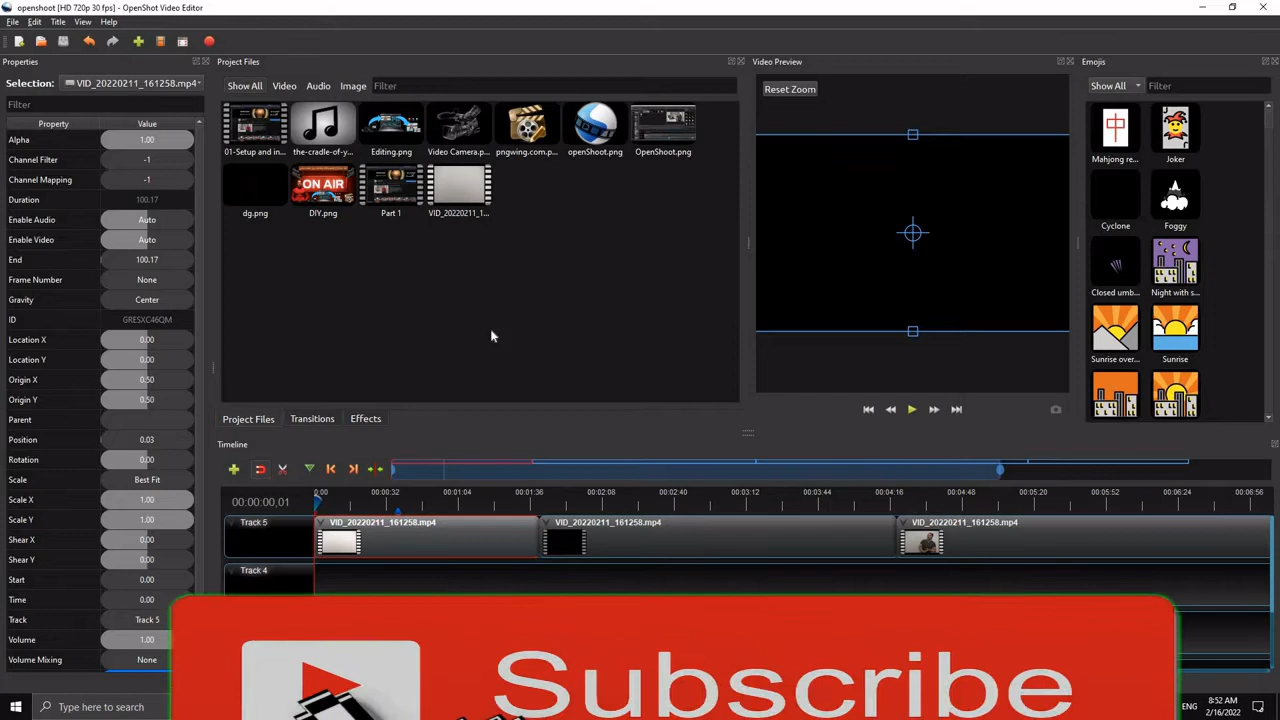 openshoot [HD 720p 30 fps] - OpenShot Video Editor
File Edit Title View Help
Properties
Selection: VID_20220211_161258.mp4
Filter
Property Value
Alpha 1.00
Channel Filter -1
Channel Mapping -1
Duration 100.17
Enable Audio Auto
Enable Video Auto
End 100.17
Frame Number None
Gravity Center
ID GRESXC46QM
Location X 0.00
Location Y 0.00
Origin X 0.50
Origin Y 0.50
Parent
Position 0.03
Rotation 0.00
Scale Best Fit
Scale X 1.00
Scale Y 1.00
Shear X 0.00
Shear Y 0.00
Start 0.00
Time 0.00
Track Track 5
Volume 1.00
Volume Mixing None
Project Files
Show All Video Audio Image Filter
01-Setup and in... the-cradle-of-y... Editing.png Video Camera.p... pngwing.com.p... openShoot.png OpenShot.png
dg.png DIY.png Part 1 VID_20220211_1...
Project Files Transitions Effects
Video Preview
Reset Zoom
Emojis
Show All Filter
Mahjong re... Joker
Cyclone Foggy
Closed umb... Night with s...
Sunrise over... Sunrise
Timeline
00:00:00,01
0.00 00:00:32 00:01:04 00:01:36 00:02:08 00:02:40 00:03:12 00:03:44 00:04:16 00:04:48 00:05:20 00:05:52 00:06:24 00:06:56
Track 5 VID_20220211_161258.mp4 VID_20220211_161258.mp4 VID_20220211_161258.mp4
Track 4
ON AIR
Subscribe
Type here to search
ENG
8:52 AM
2/16/2022